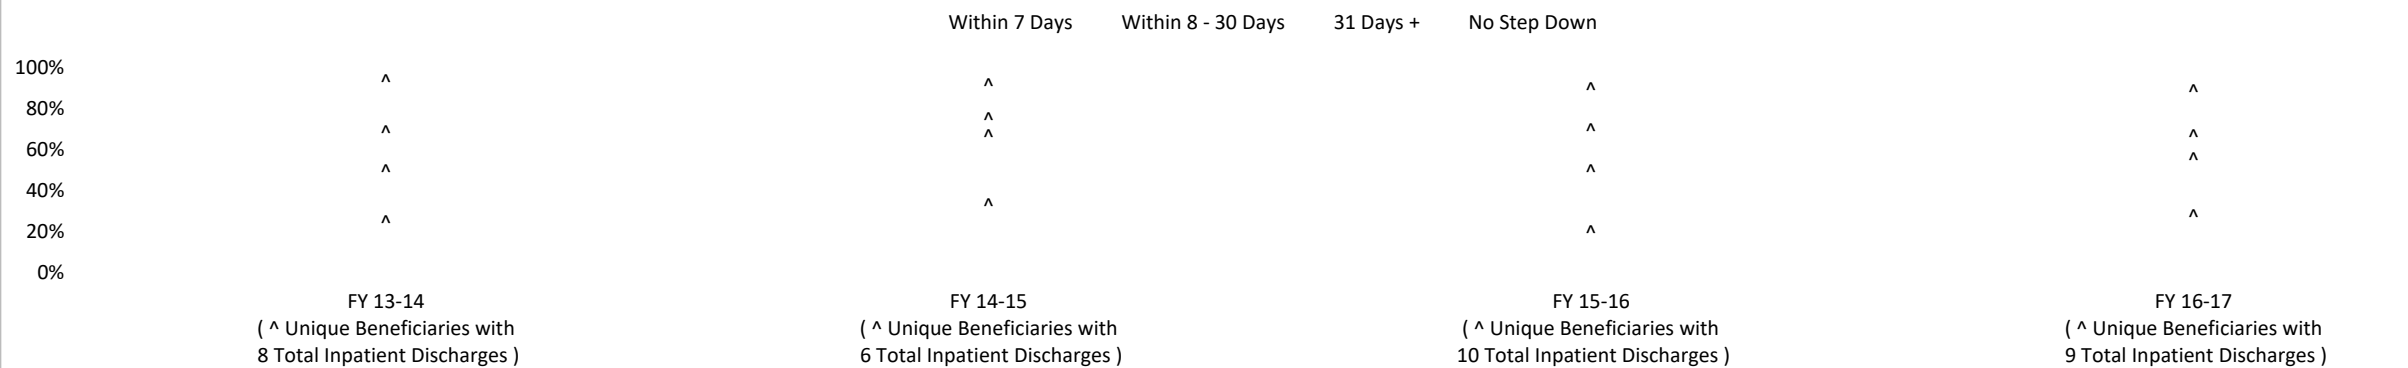 Within 7 Days Within 8 - 30 Days 31 Days + No Step Down
100%
80%
60%
40%
20%
0%
^ ^ ^ ^
^ ^ ^ ^
^ ^ ^ ^
^ ^ ^ ^
FY 13-14 FY 14-15 FY 15-16 FY 16-17
( ^ Unique Beneficiaries with ( ^ Unique Beneficiaries with ( ^ Unique Beneficiaries with ( ^ Unique Beneficiaries with
8 Total Inpatient Discharges ) 6 Total Inpatient Discharges ) 10 Total Inpatient Discharges ) 9 Total Inpatient Discharges )